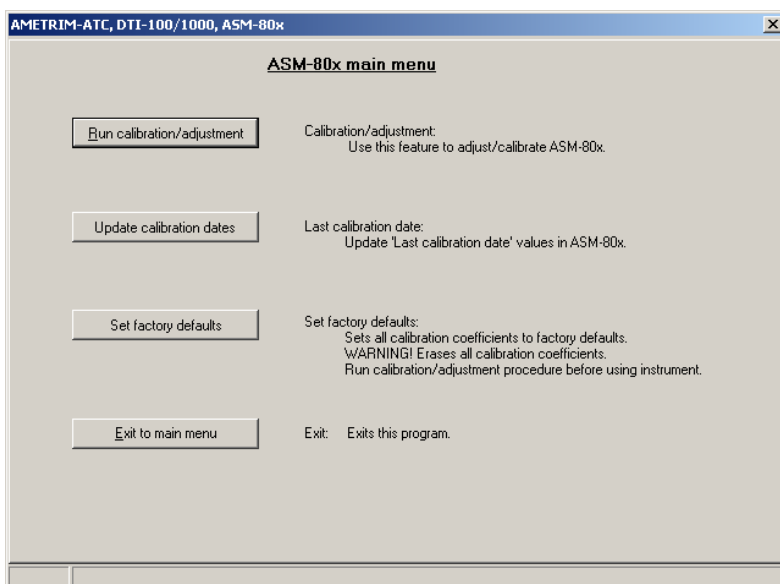 AMETRIM-ATC, DTI-100/1000, ASM-80x
ASM-80x main menu
Run calibration/adjustment
Calibration/adjustment:
Use this feature to adjust/calibrate ASM-80x.
Update calibration dates
Last calibration date:
Update 'Last calibration date' values in ASM-80x.
Set factory defaults
Set factory defaults:
Sets all calibration coefficients to factory defaults.
WARNING! Erases all calibration coefficients.
Run calibration/adjustment procedure before using instrument.
Exit to main menu
Exit: Exits this program.